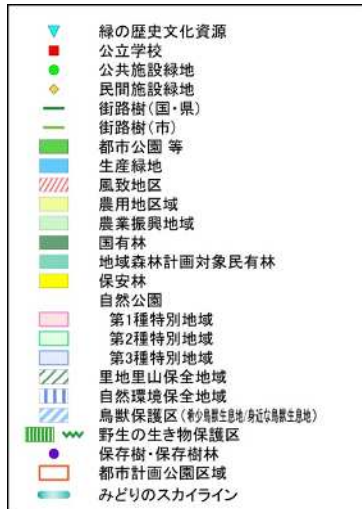 緑の歴史文化資源
公立学校
公共施設緑地
民間施設緑地
街路樹(国・県)
街路樹(市)
都市公園 等
生産緑地
風致地区
農用地区域
農業振興地域
国有林
地域森林計画対象民有林
保安林
自然公園
第1種特別地域
第2種特別地域
第3種特別地域
里地里山保全地域
自然環境保全地域
鳥獣保護区(希少鳥獣生息地/身近な鳥獣生息地)
野生の生き物保護区
保存樹・保存樹林
都市計画公園区域
みどりのスカイライン